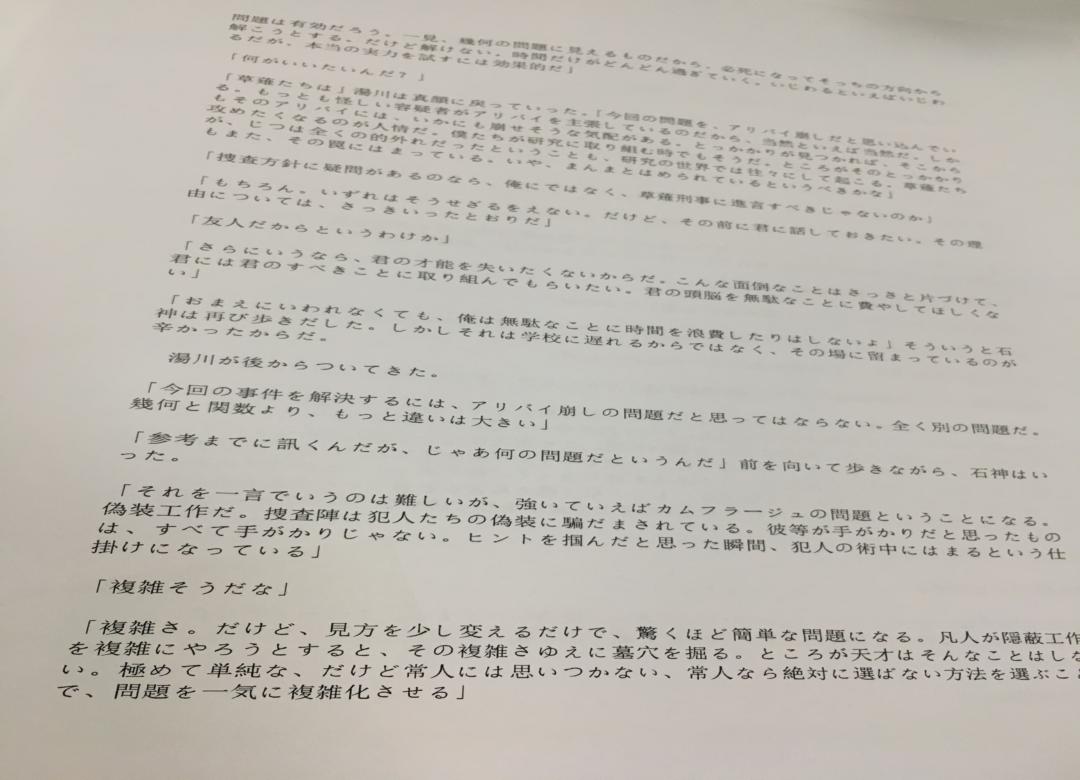 問題は有効だろう。一見、幾何の問題に見えるものだから、必死になってそっちの方向から
解こうとする。だけど解けない。時間だけがどんどん過ぎていく。いじわるといえばいじわ
るだが、本当の実力を試すには効果的だ」
「何がいいたいんだ?」
「草薙たちは」湯川は真顔に戻っていった。「今回の問題を、アリバイ崩しだと思い込んでい
る。もっとも怪しい容疑者がアリバイを主張しているのだから、当然といえば当然だ。しか
もそのアリバイには、いかにも崩せそうな気配がある。とっかかりが見つかれば、そこから
攻めたくなるのが人情だ。僕たちが研究に取り組む時でもそうだ。ところがそのとっかかり
が、じつは全くの的外れだったということも、研究の世界では往々にして起こる。草薙たち
もまた、その罠にはまっている。いや、まんまとはめられているというべきかな」
「捜査方針に疑問があるのなら、俺にではなく、草薙刑事に進言すべきじゃないのか」
「もちろん。いずれはそうせざるをえない。だけど、その前に君に話しておきたい。その理
由については、さっきいったとおりだ」
「友人だからというわけか」
「さらにいうなら、君の才能を失いたくないからだ。こんな面倒なことはさっさと片づけて、
君には君のすべきことに取り組んでもらいたい。君の頭脳を無駄なことに費やしてほしくな
い」
「おまえにいわれなくても、俺は無駄なことに時間を浪費したりはしないよ」そういうと石
神は再び歩きだした。しかしそれは学校に遅れるからではなく、その場に留まっているのが
辛かったからだ。
湯川が後からついてきた。
「今回の事件を解決するには、アリバイ崩しの問題だと思ってはならない。全く別の問題だ。
幾何と関数より、もっと違いは大きい」
「参考までに訊くんだが、じゃあ何の問題だというんだ」前を向いて歩きながら、石神はい
った。
「それを一言でいうのは難しいが、強いていえばカムフラージュの問題ということになる。
偽装工作だ。捜査陣は犯人たちの偽装に騙だまされている。彼等が手がかりだと思ったもの
は、すべて手がかりじゃない。ヒントを掴んだと思った瞬間、犯人の術中にはまるという仕
掛けになっている」
「複雑そうだな」
「複雑さ。だけど、見方を少し変えるだけで、驚くほど簡単な問題になる。凡人が隠蔽工作
を複雑にやろうとすると、その複雑さゆえに墓穴を掘る。ところが天才はそんなことはしな
い。極めて単純な、だけど常人には思いつかない、常人なら絶対に選ばない方法を選ぶこと
で、問題を一気に複雑化させる」